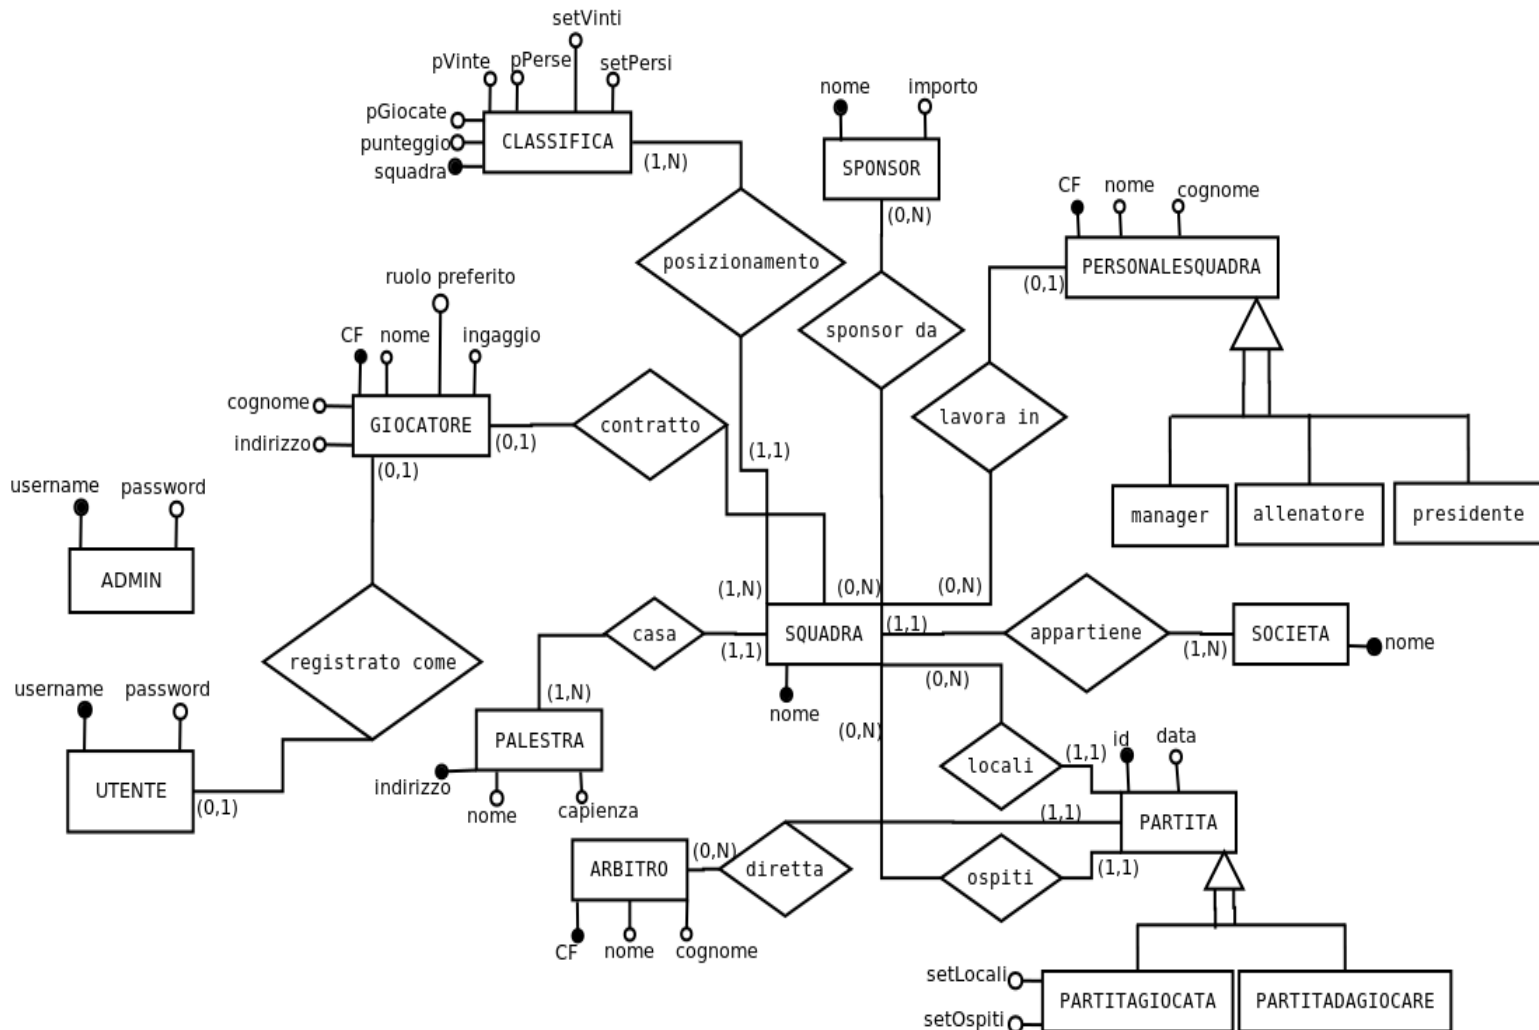 setVinti
pVinte
pPerse
setPersi
pGiocate
punteggio
squadra
CLASSIFICA
(1,N)
nome
importo
SPONSOR
(0,N)
CF
nome
cognome
PERSONALESQUADRA
(0,1)
posizionamento
sponsor da
lavora in
ruolo preferito
CF
nome
ingaggio
cognome
indirizzo
GIOCATORE
(0,1)
(0,1)
contratto
(1,1)
manager
allenatore
presidente
username
password
ADMIN
registrato come
(1,N)
(0,N)
(0,N)
casa
(1,1)
SQUADRA
(1,1)
appartiene
(1,N)
SOCIETA
nome
nome
(0,N)
(0,N)
username
password
UTENTE
(0,1)
(1,N)
PALESTRA
indirizzo
nome
capienza
locali
(1,1)
id
data
PARTITA
(1,1)
ARBITRO
(0,N)
diretta
ospiti
(1,1)
CF
nome
cognome
setLocali
setOspiti
PARTITAGIOCATA
PARTITADAGIOCARE